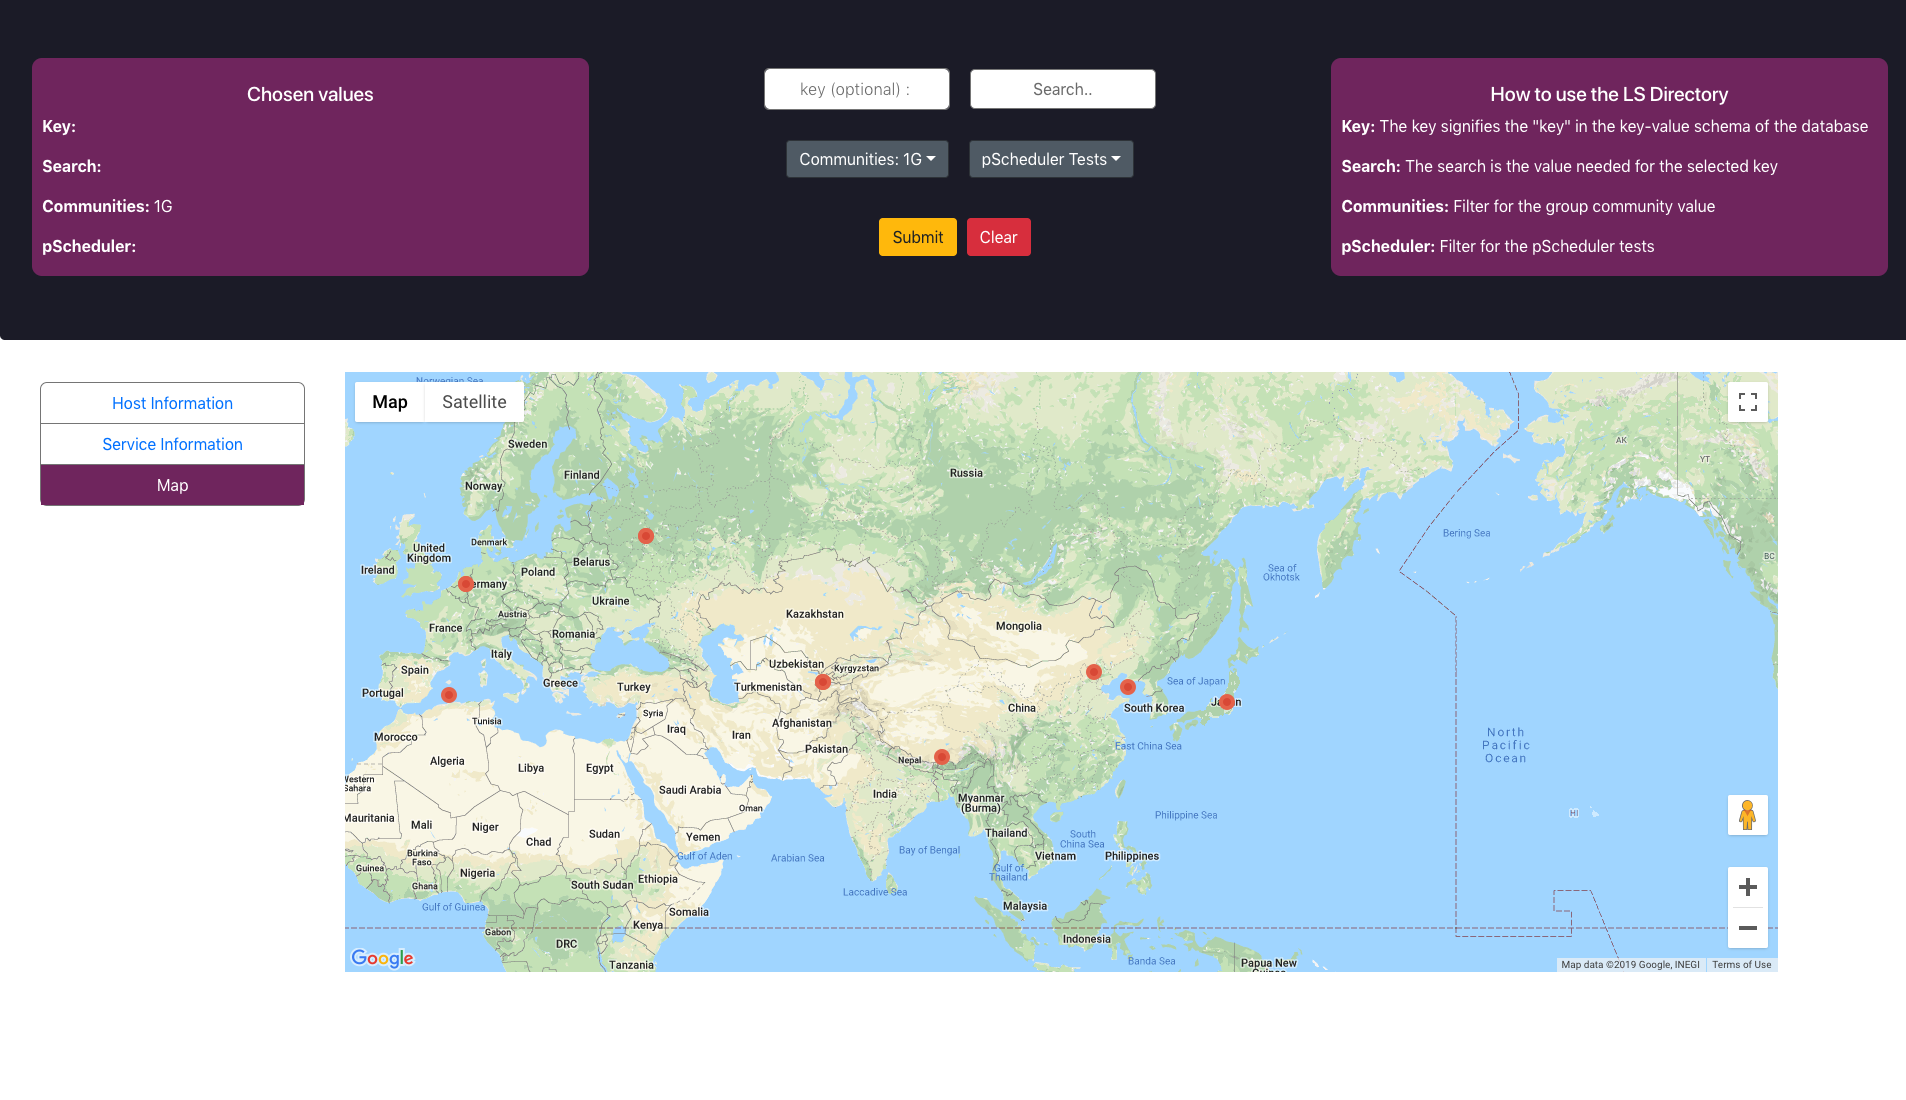 Chosen values
Key:
Search:
Communities: 1G
pScheduler:
key (optional) :
Search..
Communities: 1G
pScheduler Tests
Submit
Clear
How to use the LS Directory
Key: The key signifies the "key" in the key-value schema of the database
Search: The search is the value needed for the selected key
Communities: Filter for the group community value
pScheduler: Filter for the pScheduler tests
Host Information
Service Information
Map
Map
Satellite
Norwegian Sea
Sweden
Finland
Norway
Russia
AK
YT
Bering Sea
United
Kingdom
Denmark
Ireland
Belarus
Poland
BC
Sea of
Okhotsk
ermany
Ukraine
Austria
Kazakhstan
France
Romania
Mongolia
Italy
Spain
Uzbekistan
Kyrgyzstan
Greece
Turkey
Turkmenistan
Sea of Japan
Portugal
China
South Korea
Syria
Tunisia
Afghanistan
Iraq
Iran
Morocco
Pakistan
East China Sea
North
Pacific
Ocean
Algeria
Libya
Egypt
Nepal
Western
Sahara
Saudi Arabia
India
Myanmar
(Burma)
Oman
HI
Mauritania
Mali
Niger
Chad
Sudan
Yemen
Philippine Sea
Thailand
South
China Sea
Burkina
Faso
Gulf of Aden
Arabian Sea
Bay of Bengal
Vietnam
Philippines
Guinea
Nigeria
Ghana
South Sudan
Ethiopia
Gulf of
Thailand
Laccadive Sea
Gulf of Guinea
Somalia
Malaysia
Kenya
Gabon
DRC
Indonesia
Tanzania
Banda Sea
Papua New
Guinea
Google
Map data ©2019 Google, INEGI
Terms of Use